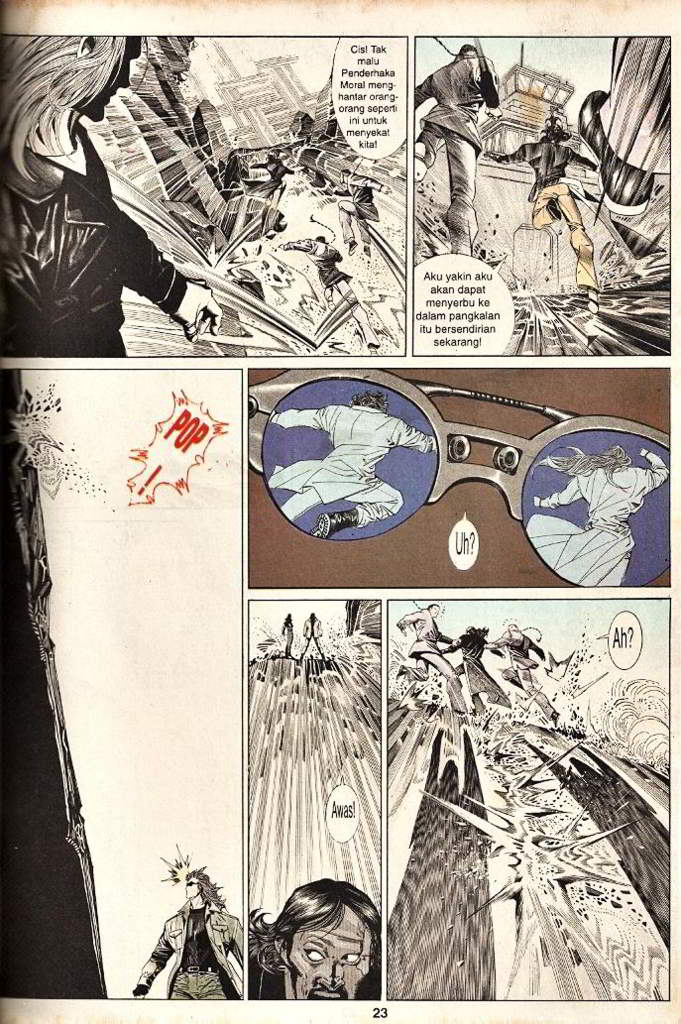 Cis! Tak
malu
Penderhaka
Moral meng-
hantar orang-
orang seperti
ini untuk
menyekat
kita!
Aku yakin aku
akan dapat
menyerbu ke
dalam pangkalan
itu bersendirian
sekarang!
POP
!
Uh?
Awas!
Ah?
23